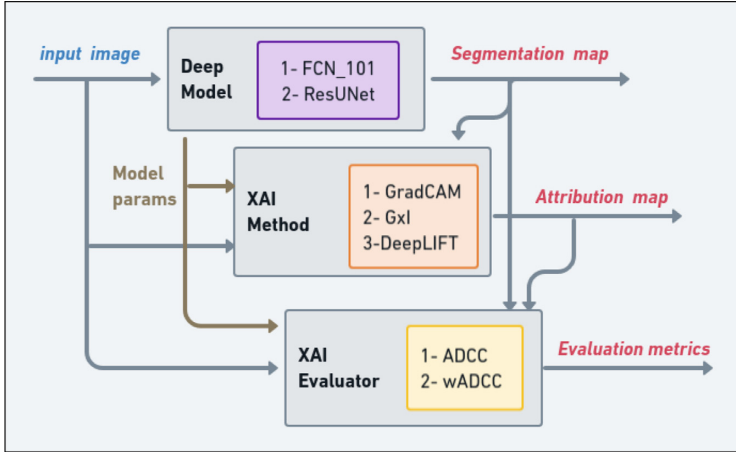 input image
Deep
Model
1- FCN_101
2- ResUNet
Segmentation map
Model
params
XAI
Method
1- GradCAM
2- GxI
3-DeepLIFT
Attribution map
XAI
Evaluator
1- ADCC
2- wADCC
Evaluation metrics